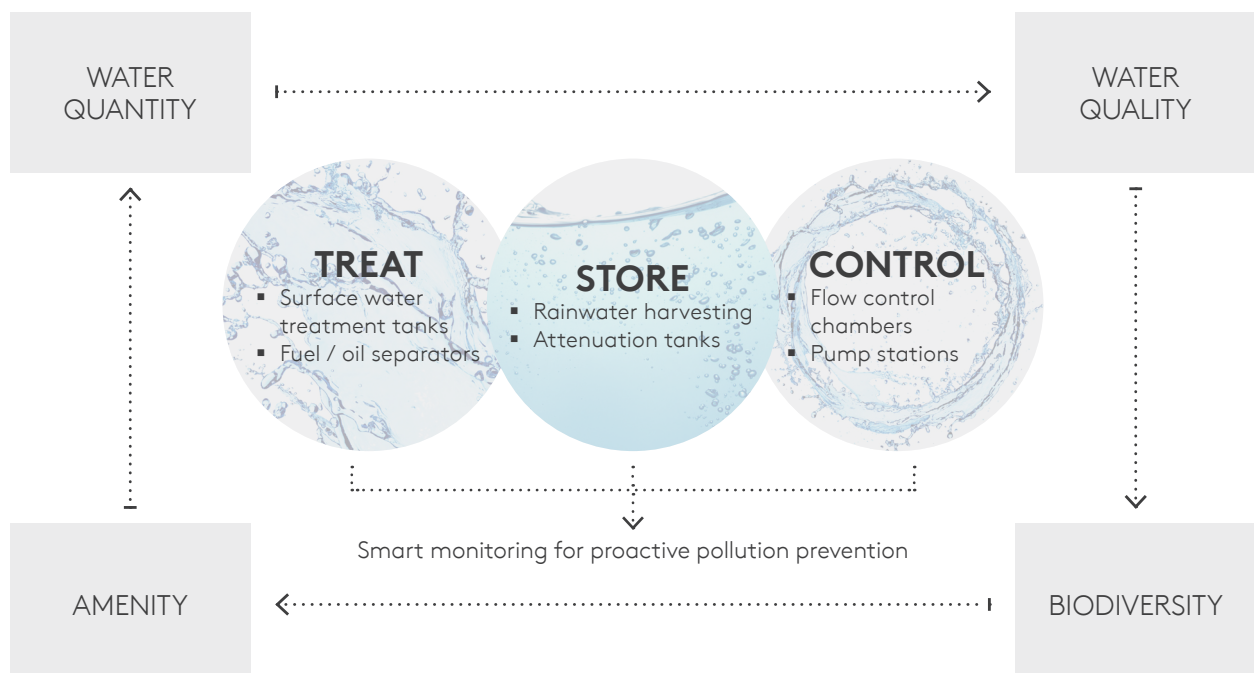 WATER
QUANTITY
WATER
QUALITY
TREAT
▪ Surface water
treatment tanks
▪ Fuel / oil separators
STORE
▪ Rainwater harvesting
▪ Attenuation tanks
CONTROL
▪ Flow control
chambers
▪ Pump stations
Smart monitoring for proactive pollution prevention
AMENITY
BIODIVERSITY